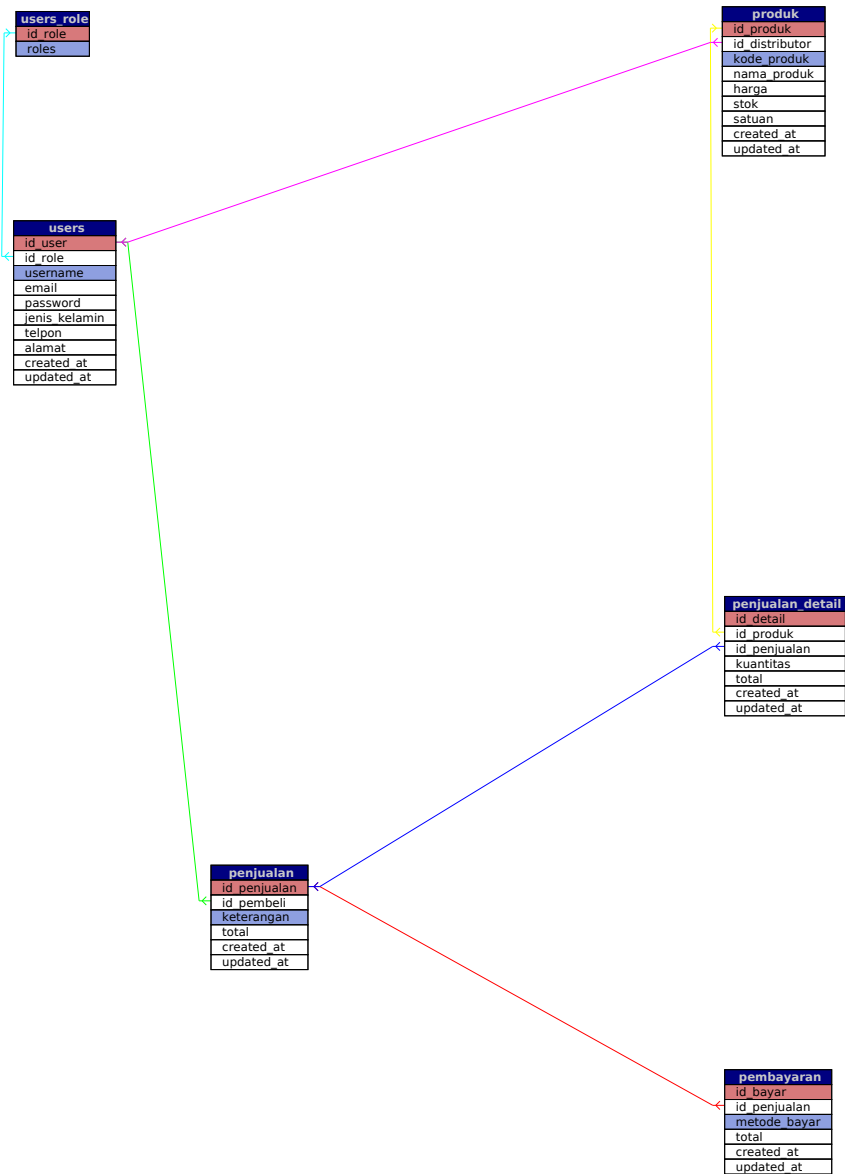 users_role
id_role
roles
produk
id_produk
id_distributor
kode_produk
nama_produk
harga
stok
satuan
created_at
updated_at
users
id_user
id_role
username
email
password
jenis_kelamin
telpon
alamat
created_at
updated_at
penjualan_detail
id_detail
id_produk
id_penjualan
kuantitas
total
created_at
updated_at
penjualan
id_penjualan
id_pembeli
keterangan
total
created_at
updated_at
pembayaran
id_bayar
id_penjualan
metode_bayar
total
created_at
updated_at